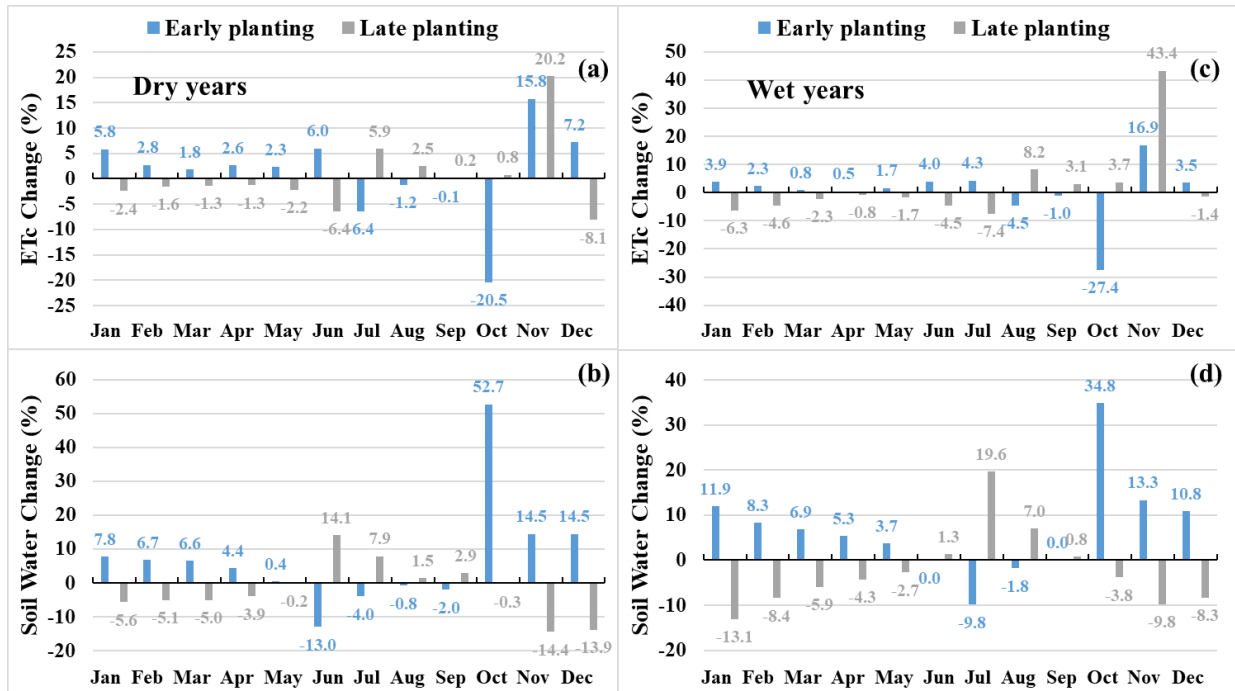 Early planting Late planting
(a)
Dry years
ETc Change (%)
25
20
15
10
5
0
-5
-10
-15
-20
-25
5.8 2.8 1.8 2.6 2.3 6.0 -6.4 -1.2 -0.1 -20.5 15.8 7.2
-2.4 -1.6 -1.3 -1.3 -2.2 -6.4 5.9 2.5 0.2 0.8 20.2 -8.1
Jan Feb Mar Apr May Jun Jul Aug Sep Oct Nov Dec
(b)
Soil Water Change (%)
60
50
40
30
20
10
0
-10
-20
7.8 6.7 6.6 4.4 0.4 -13.0 -4.0 -0.8 -2.0 52.7 14.5 14.5
-5.6 -5.1 -5.0 -3.9 -0.2 14.1 7.9 1.5 2.9 -0.3 -14.4 -13.9
Jan Feb Mar Apr May Jun Jul Aug Sep Oct Nov Dec
Early planting Late planting
(c)
Wet years
ETc Change (%)
50
40
30
20
10
0
-10
-20
-30
-40
3.9 2.3 0.8 0.5 1.7 4.0 4.3 -4.5 -1.0 -27.4 16.9 3.5
-6.3 -4.6 -2.3 -0.8 -1.7 -4.5 -7.4 8.2 3.1 3.7 43.4 -1.4
Jan Feb Mar Apr May Jun Jul Aug Sep Oct Nov Dec
(d)
Soil Water Change (%)
40
30
20
10
0
-10
-20
11.9 8.3 6.9 5.3 3.7 0.0 -9.8 -1.8 0.0 34.8 13.3 10.8
-13.1 -8.4 -5.9 -4.3 -2.7 1.3 19.6 7.0 0.8 -3.8 -9.8 -8.3
Jan Feb Mar Apr May Jun Jul Aug Sep Oct Nov Dec